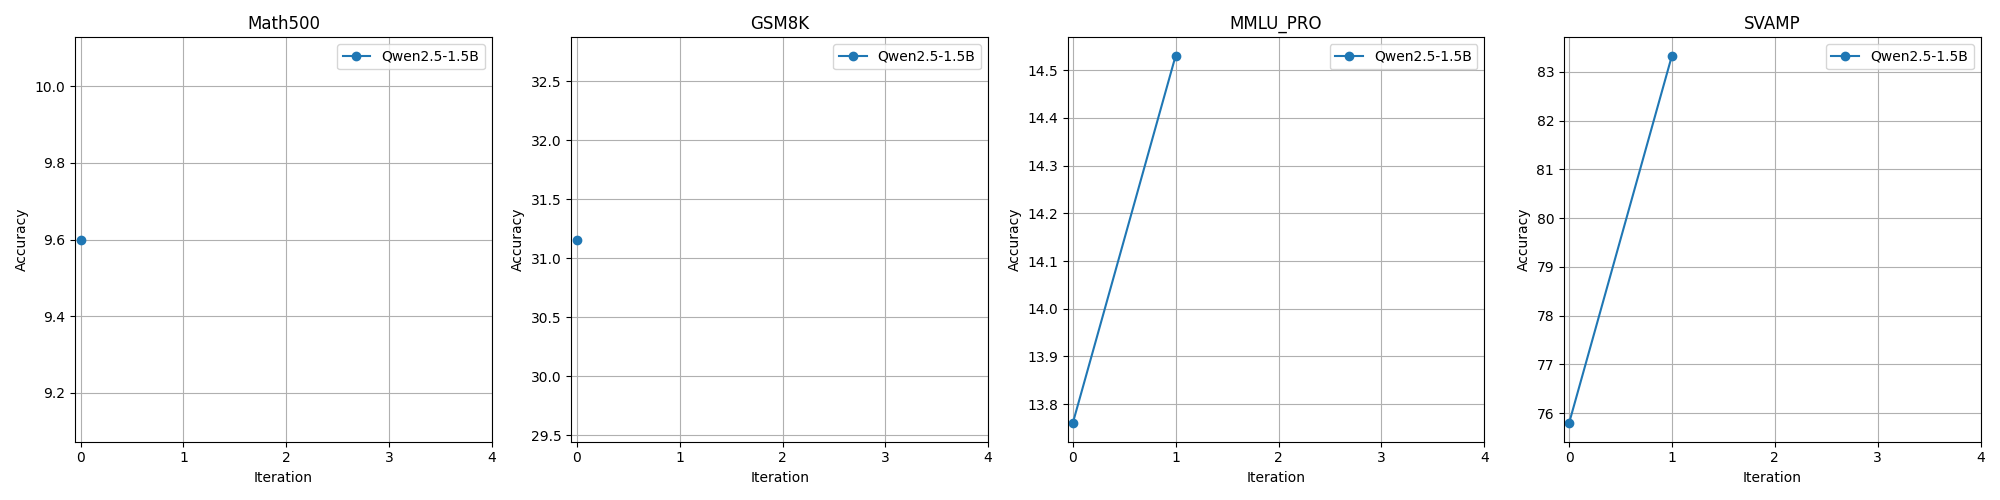 Math500
Qwen2.5-1.5B
Accuracy
10.0
9.8
9.6
9.4
9.2
0 1 2 3 4
Iteration
GSM8K
Qwen2.5-1.5B
Accuracy
32.5
32.0
31.5
31.0
30.5
30.0
29.5
0 1 2 3 4
Iteration
MMLU_PRO
Qwen2.5-1.5B
Accuracy
14.5
14.4
14.3
14.2
14.1
14.0
13.9
13.8
0 1 2 3 4
Iteration
SVAMP
Qwen2.5-1.5B
Accuracy
83
82
81
80
79
78
77
76
0 1 2 3 4
Iteration